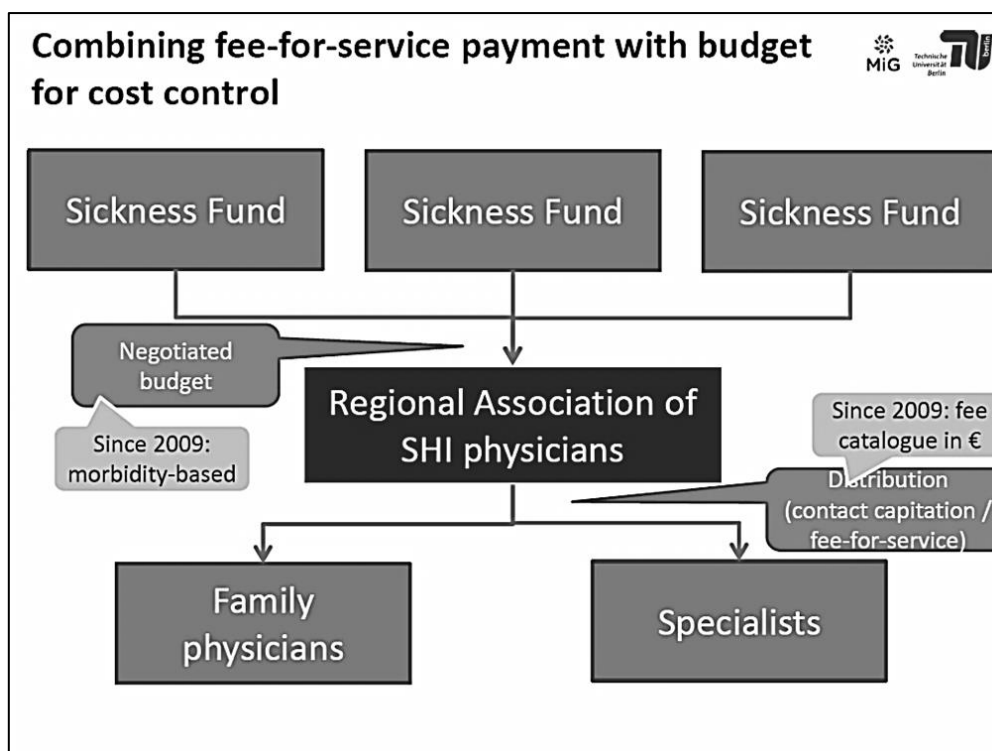 Combining fee-for-service payment with budget
for cost control
MiG
Technische
Universität
Berlin
berlin
Sickness Fund
Sickness Fund
Sickness Fund
Negotiated
budget
Since 2009:
morbidity-based
Regional Association of
SHI physicians
Since 2009: fee
catalogue in €
Distribution
(contact capitation /
fee-for-service)
Family
physicians
Specialists